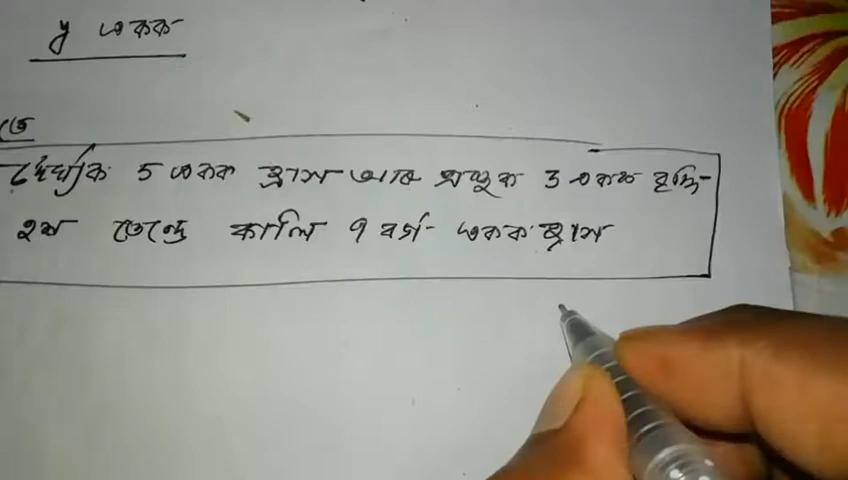 y একক
তে
দৈৰ্ঘ্যক 5 একক হ্ৰাস আৰু প্ৰস্থক 3 একক বৃদ্ধি
হয় তেন্তে কালি 9 বৰ্গ একক হ্ৰাস